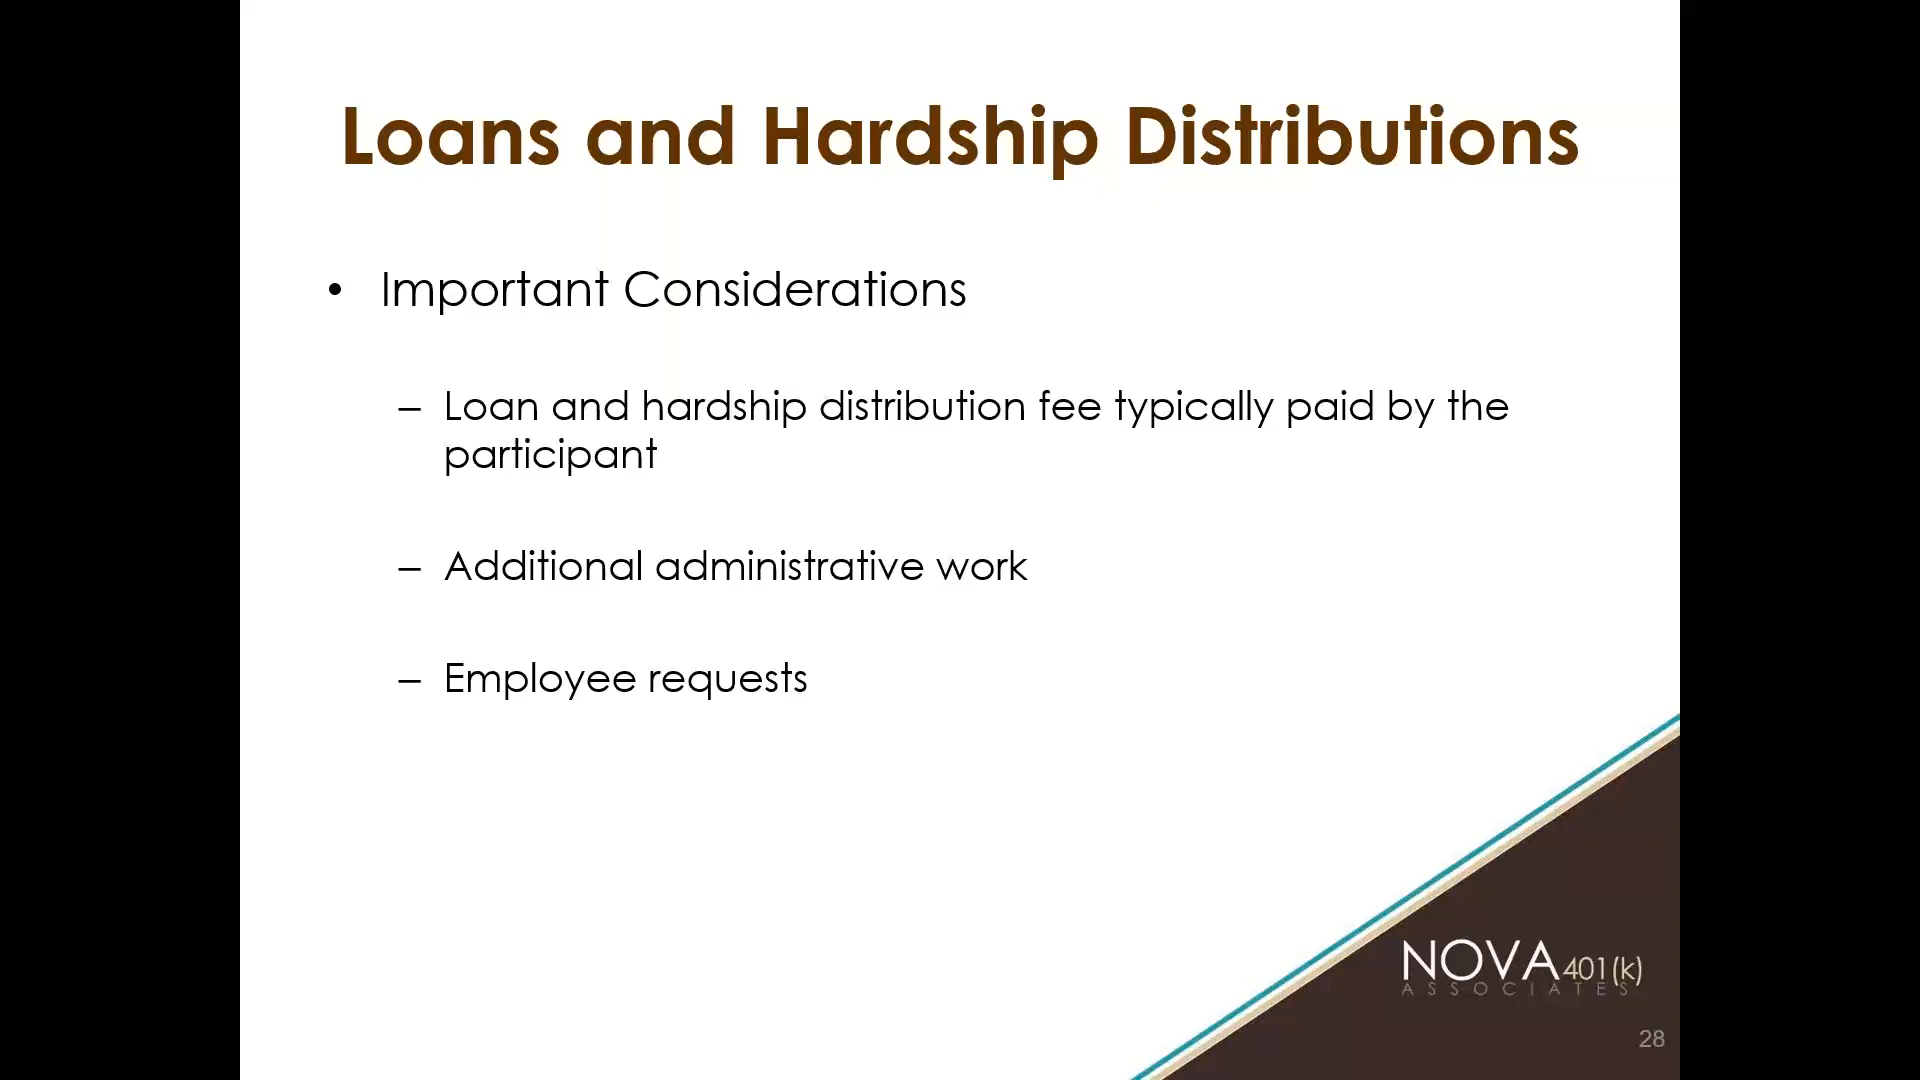 Loans and Hardship Distributions
• Important Considerations
– Loan and hardship distribution fee typically paid by the
participant
– Additional administrative work
– Employee requests
NOVA 401(k)
ASSOCIATES
28